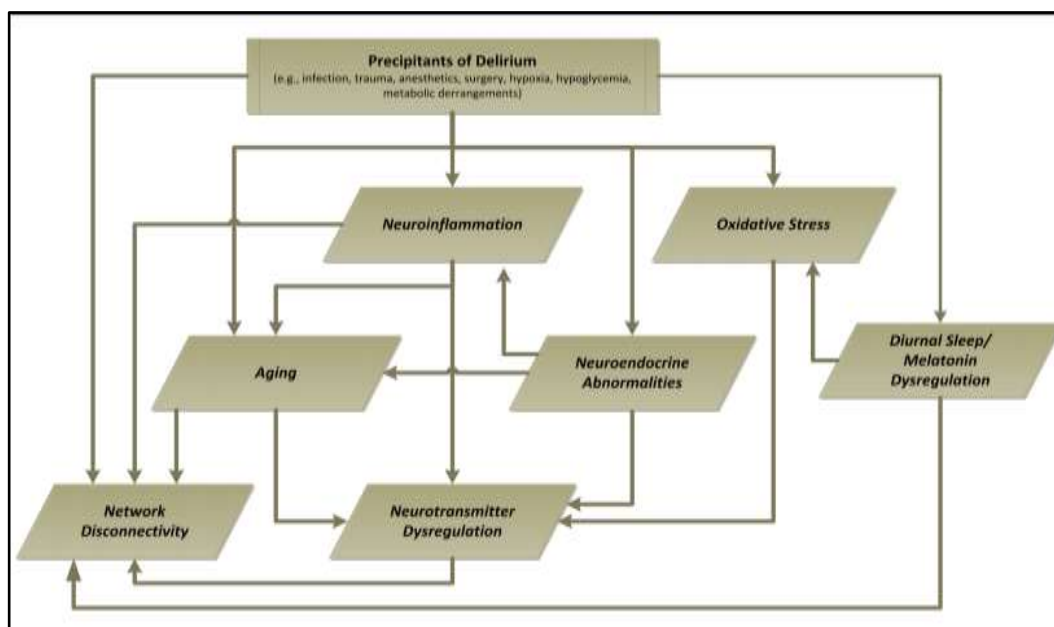 Precipitants of Delirium
(e.g., infection, trauma, anesthetics, surgery, hypoxia, hypoglycemia,
metabolic derrangements)
Neuroinflammation
Oxidative Stress
Aging
Neuroendocrine
Abnormalities
Diurnal Sleep/
Melatonin
Dysregulation
Network
Disconnectivity
Neurotransmitter
Dysregulation